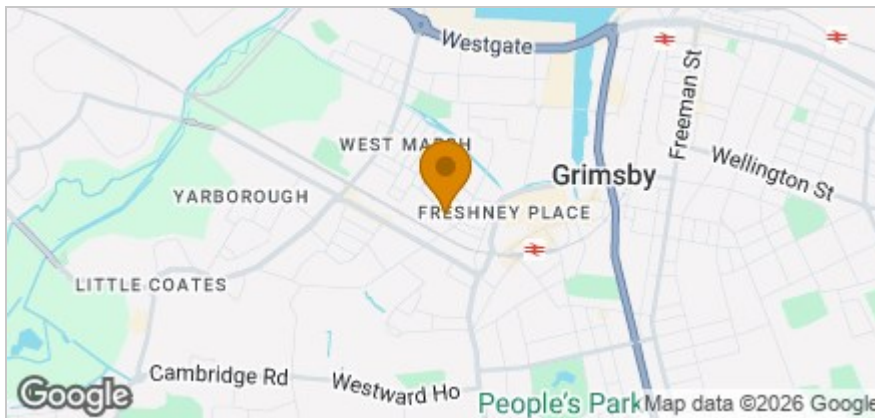 Westgate
Freeman St
WEST MARSH
Wellington St
Grimsby
YARBOROUGH
FRESHNEY PLACE
LITTLE COATES
Cambridge Rd
Westward Ho
People's Park
Google
Map data ©2026 Google